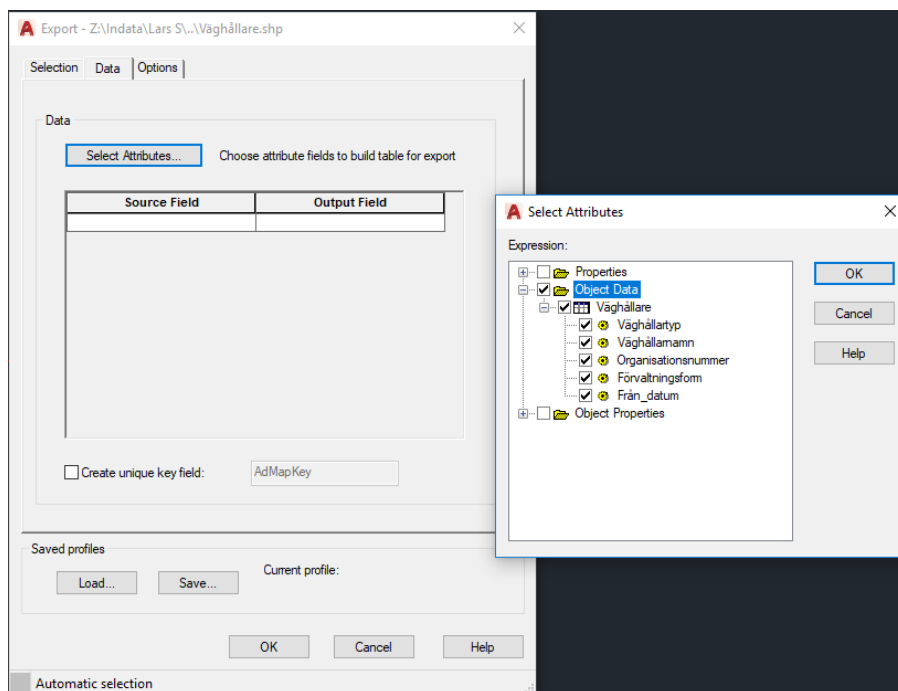 Export - Z:\Indata\Lars S\..\Väghållare.shp
Selection Data Options
Data
Select Attributes... Choose attribute fields to build table for export
Source Field Output Field
Create unique key field: AdMapKey
Saved profiles
Load... Save... Current profile:
OK Cancel Help
Automatic selection
Select Attributes
Expression:
Properties
Object Data
Väghållare
Väghållartyp
Väghållarnamn
Organisationsnummer
Förvaltningsform
Från_datum
Object Properties
OK
Cancel
Help